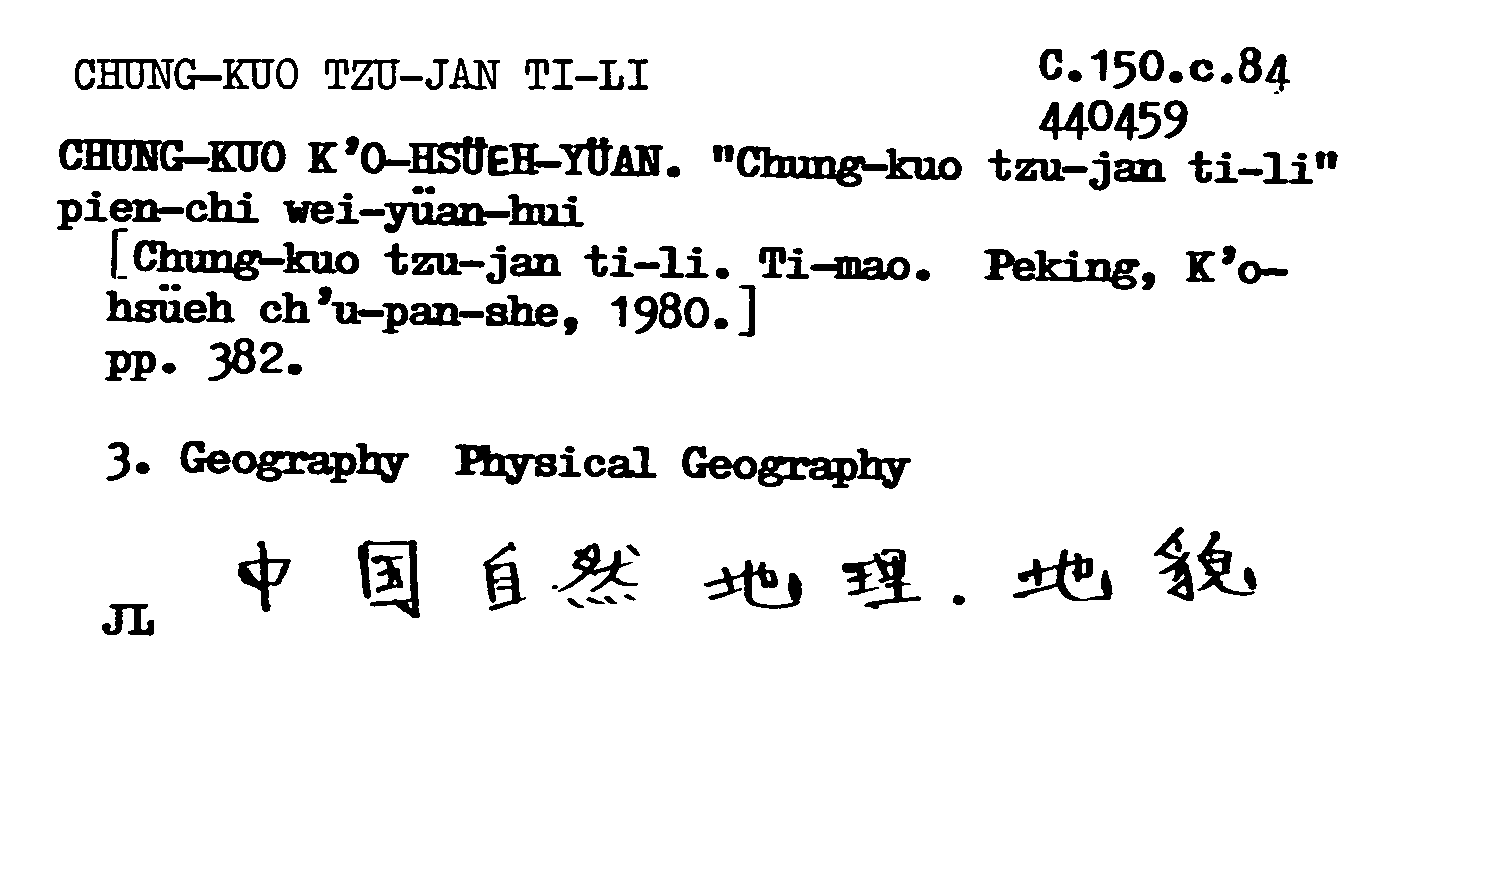 CHUNG-KUO TZU-JAN TI-LI
C.150.c.84
440459
CHUNG-KUO K'O-HSÜEH-YÜAN. "Chung-kuo tzu-jan ti-li"
pien-chi wei-yüan-hui
[Chung-kuo tzu-jan ti-li. Ti-mao. Peking, K'o-
hsüeh ch'u-pan-she, 1980.]
pp. 382.
3. Geography Physical Geography
中国自然地理.地貌
JL